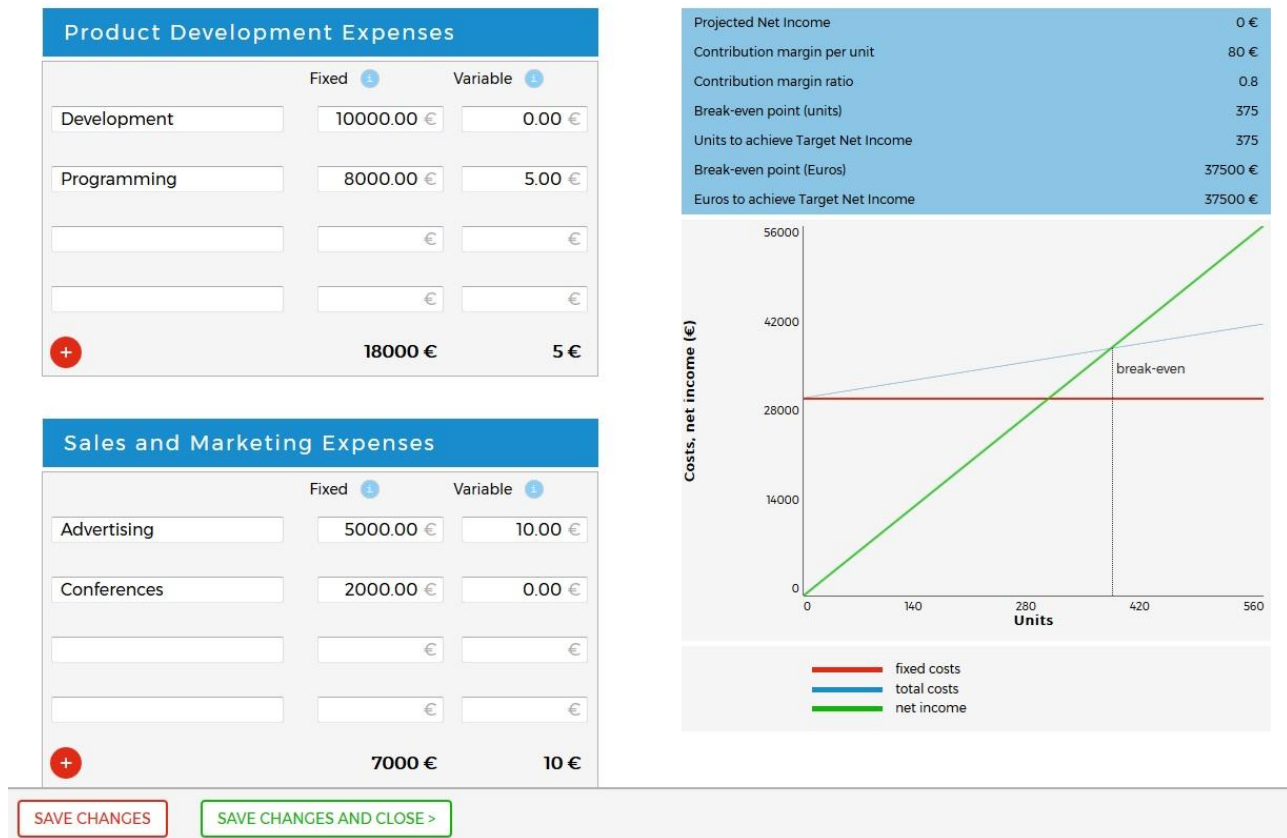 Product Development Expenses
Fixed i Variable i
Development 10000.00 € 0.00 €
Programming 8000.00 € 5.00 €
€ €
€ €
+ 18000 € 5 €
Sales and Marketing Expenses
Fixed i Variable i
Advertising 5000.00 € 10.00 €
Conferences 2000.00 € 0.00 €
€ €
€ €
+ 7000 € 10 €
Projected Net Income 0 €
Contribution margin per unit 80 €
Contribution margin ratio 0.8
Break-even point (units) 375
Units to achieve Target Net Income 375
Break-even point (Euros) 37500 €
Euros to achieve Target Net Income 37500 €
Costs, net income (€)
56000
42000
28000
14000
0
break-even
0 140 280 420 560
Units
fixed costs
total costs
net income
SAVE CHANGES SAVE CHANGES AND CLOSE >